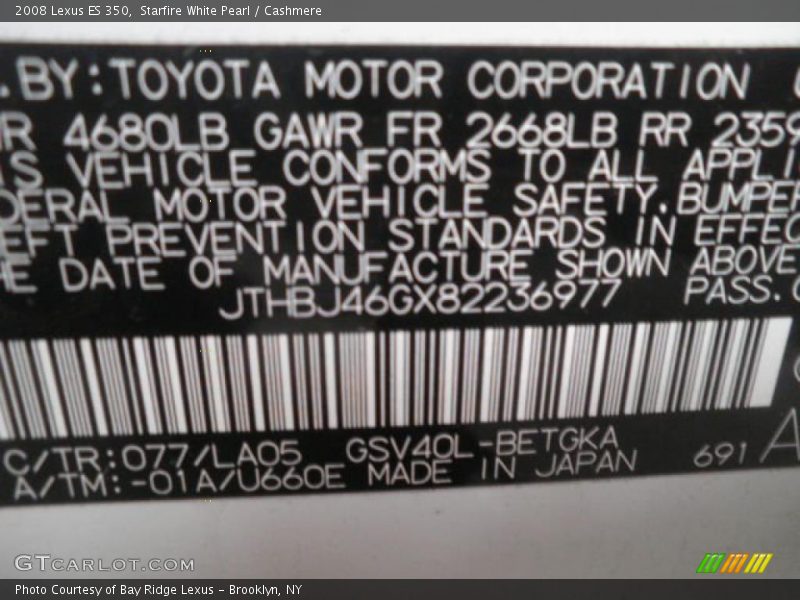 2008 Lexus ES 350, Starfire White Pearl / Cashmere
.BY:TOYOTA MOTOR CORPORATION
R 4680LB GAWR FR 2668LB RR 2359
IS VEHICLE CONFORMS TO ALL APPLI
DERAL MOTOR VEHICLE SAFETY, BUMPER
EFT PREVENTION STANDARDS IN EFFEC
HE DATE OF MANUFACTURE SHOWN ABOVE
JTHBJ46GX82236977 PASS.C
C/TR:077/LA05 GSV40L-BETGKA
A/TM:-01A/U660E MADE IN JAPAN 691 A
GTCARLOT.COM
Photo Courtesy of Bay Ridge Lexus – Brooklyn, NY